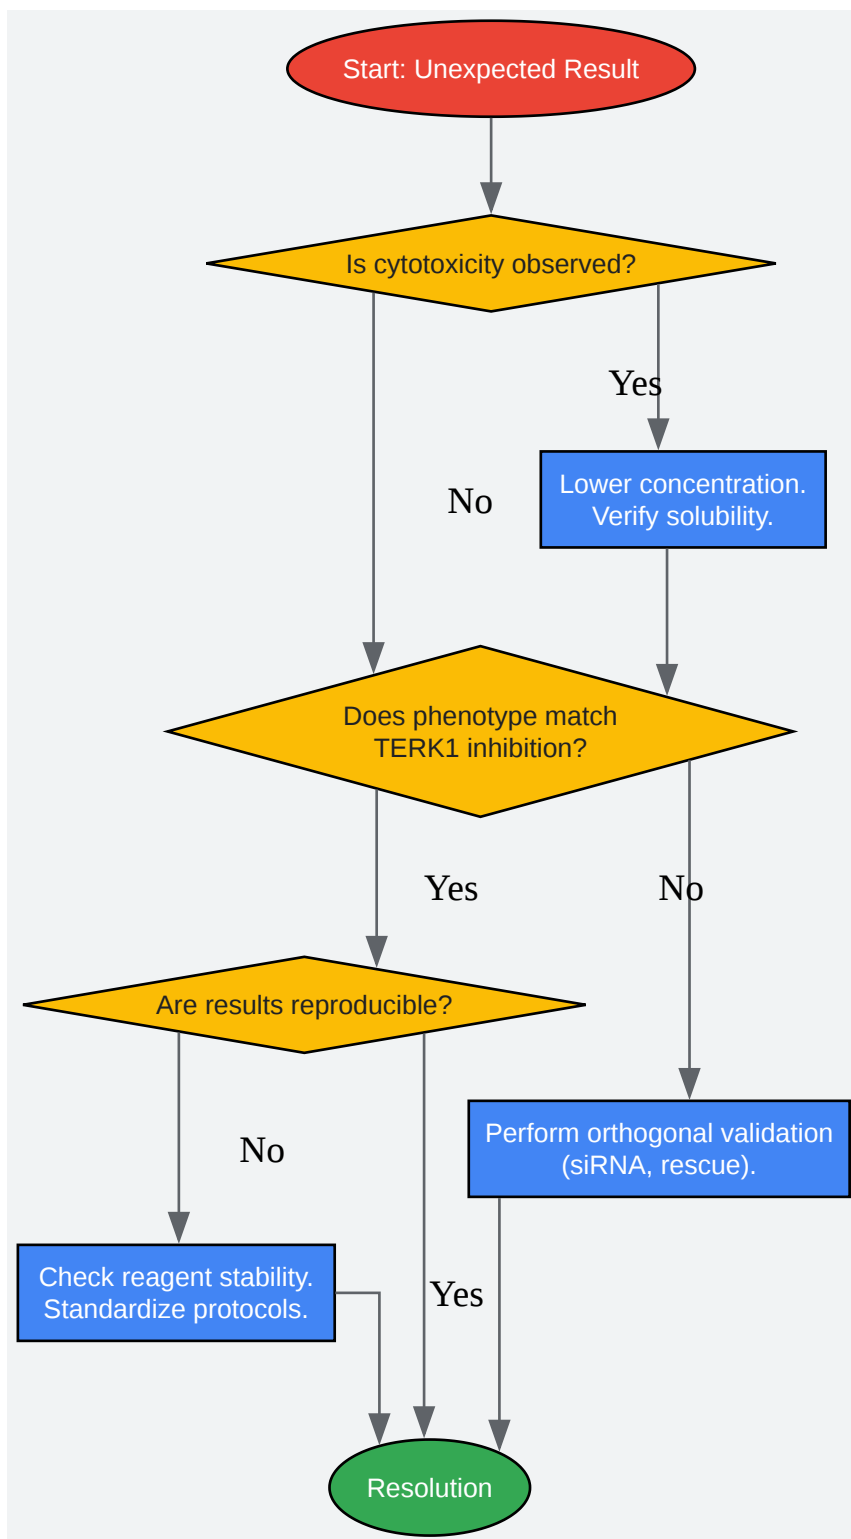 Start: Unexpected Result
Is cytotoxicity observed?
Yes
No
Lower concentration.
Verify solubility.
Does phenotype match
TERK1 inhibition?
Yes
No
Are results reproducible?
No
Perform orthogonal validation
(siRNA, rescue).
Check reagent stability.
Standardize protocols.
Yes
Resolution